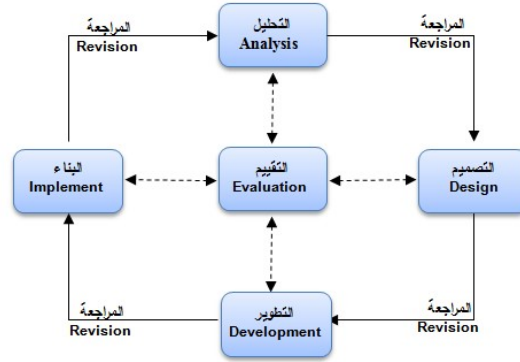 المراجعة
Revision
التحليل
Analysis
المراجعة
Revision
البناء
Implement
التقييم
Evaluation
التصميم
Design
المراجعة
Revision
التطوير
Development
المراجعة
Revision